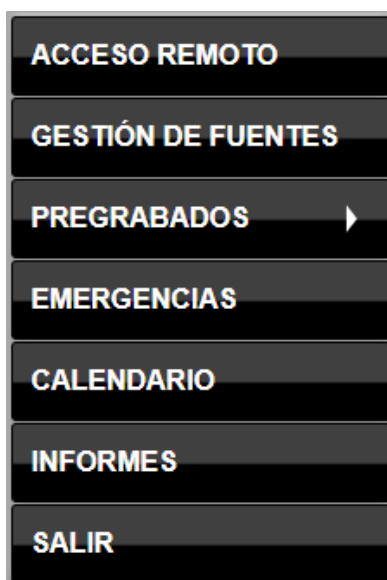 ACCESO REMOTO
GESTIÓN DE FUENTES
PREGRABADOS
EMERGENCIAS
CALENDARIO
INFORMES
SALIR